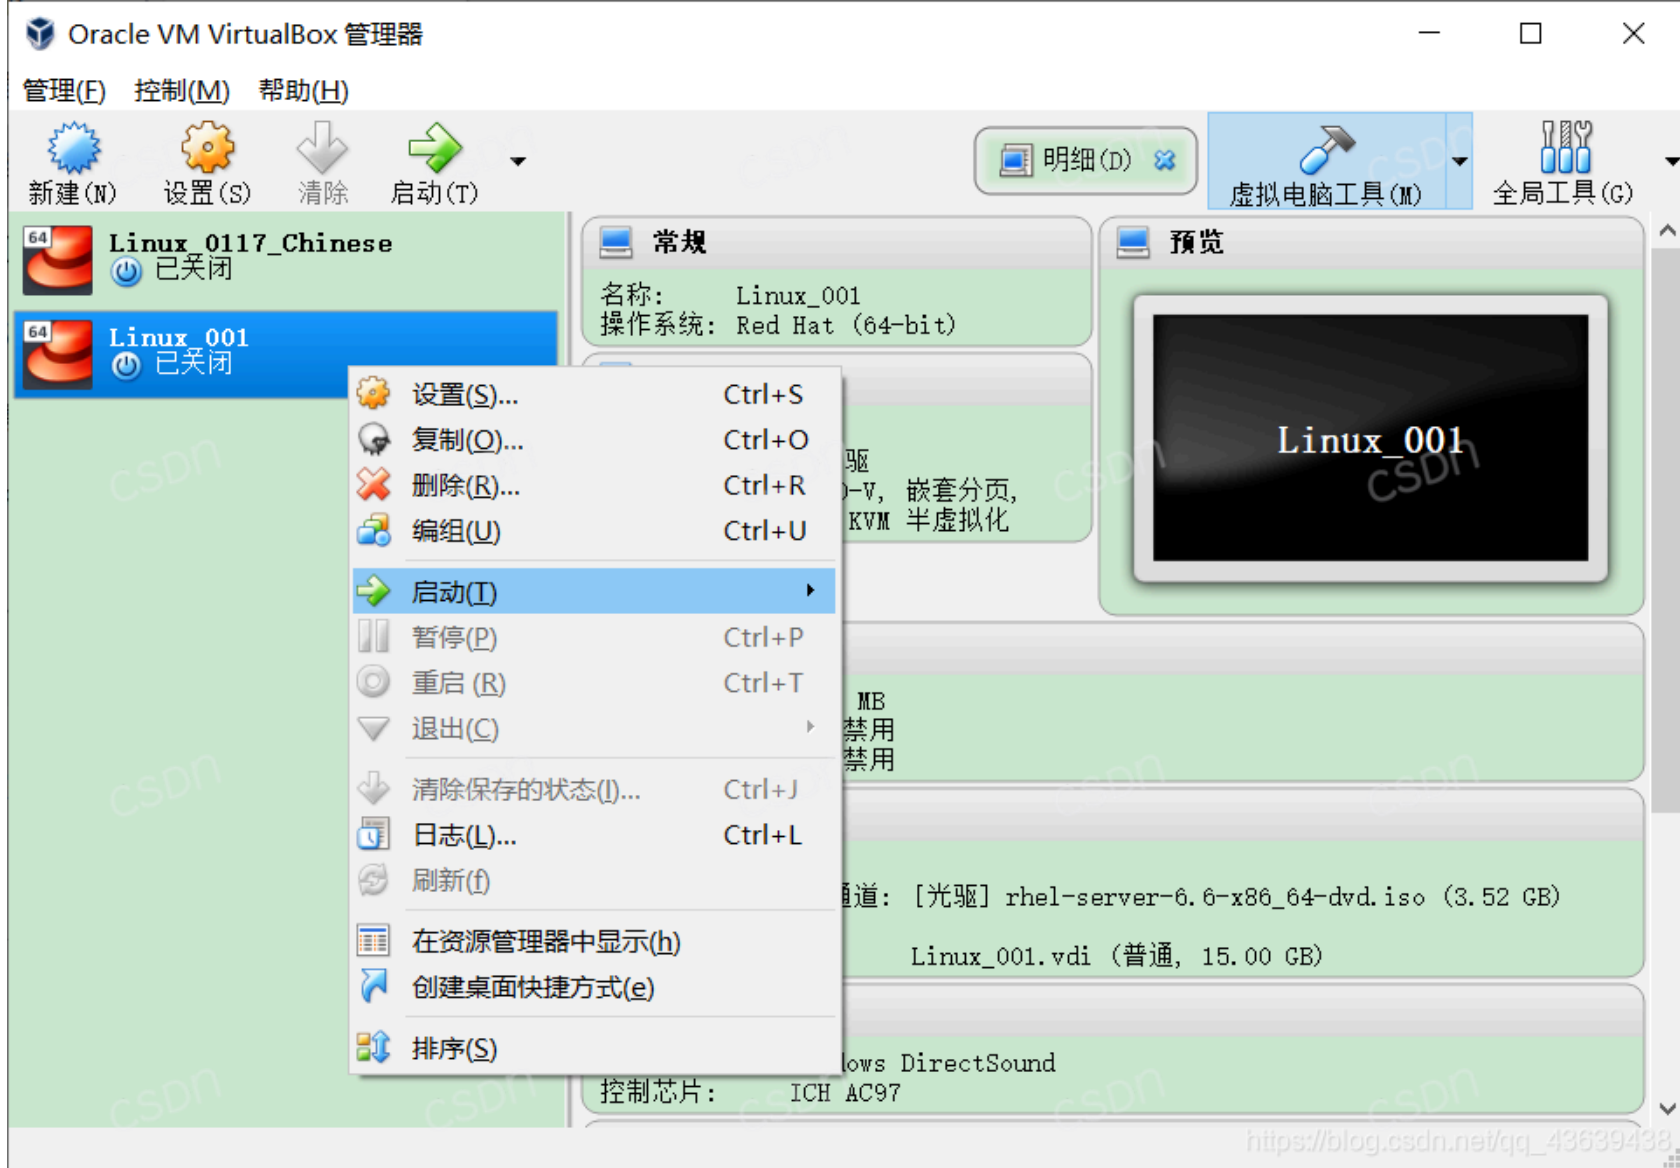 Oracle VM VirtualBox 管理器
管理(F) 控制(M) 帮助(H)
新建(N) 设置(S) 清除 启动(T) 明细(D) 虚拟电脑工具(M) 全局工具(G)
64 Linux_0117_Chinese
已关闭
64 Linux_001
已关闭
常规
名称: Linux_001
操作系统: Red Hat (64-bit)
预览
Linux_001
设置(S)... Ctrl+S
复制(O)... Ctrl+O
删除(R)... Ctrl+R
编组(U) Ctrl+U
启动(T)
暂停(P) Ctrl+P
重启 (R) Ctrl+T
退出(C)
清除保存的状态(I)... Ctrl+J
日志(L)... Ctrl+L
刷新(f)
在资源管理器中显示(h)
创建桌面快捷方式(e)
排序(S)
驱
-V, 嵌套分页,
KVM 半虚拟化
MB
禁用
禁用
通道: [光驱] rhel-server-6.6-x86_64-dvd.iso (3.52 GB)
Linux_001.vdi (普通, 15.00 GB)
ows DirectSound
控制芯片: ICH AC97
CSDN
https://blog.csdn.net/qq_43639438